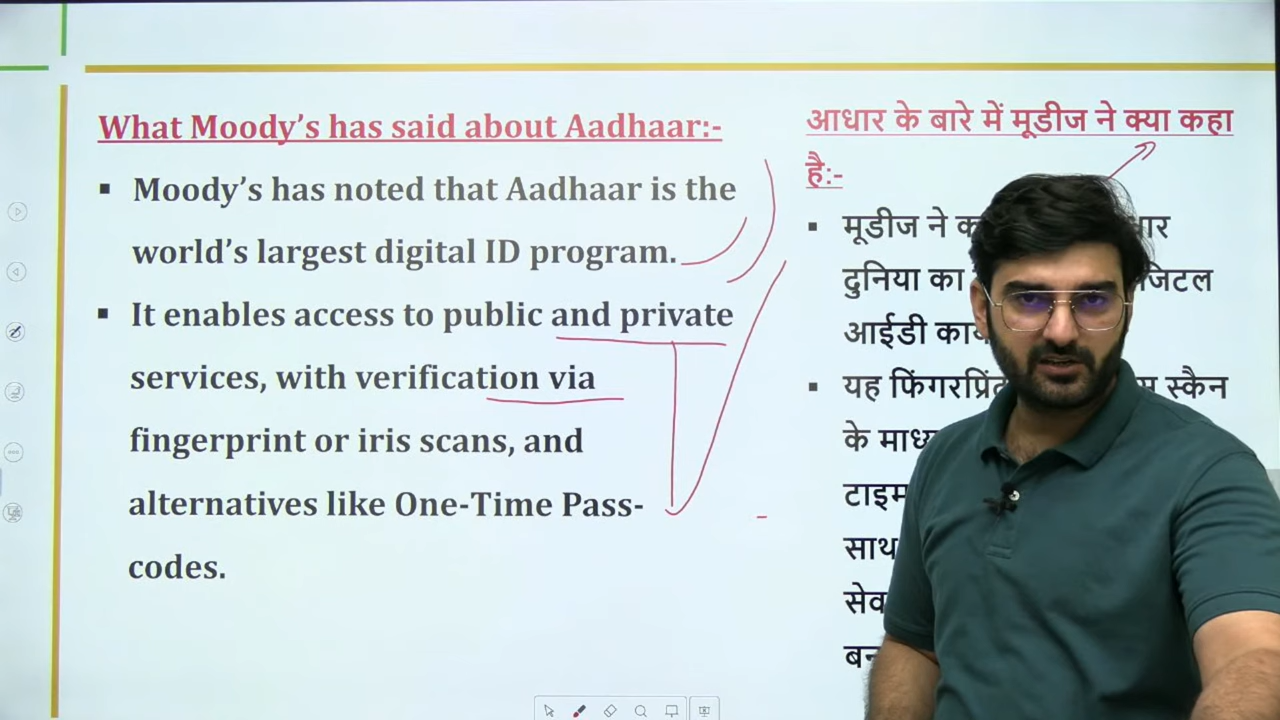 What Moody's has said about Aadhaar:-
▪ Moody's has noted that Aadhaar is the
world's largest digital ID program.
▪ It enables access to public and private
services, with verification via
fingerprint or iris scans, and
alternatives like One-Time Pass-
codes.
आधार के बारे में मूडीज ने क्या कहा
है:-
▪ मूडीज ने
दुनिया का
आईडी
▪ यह स्कैन
के